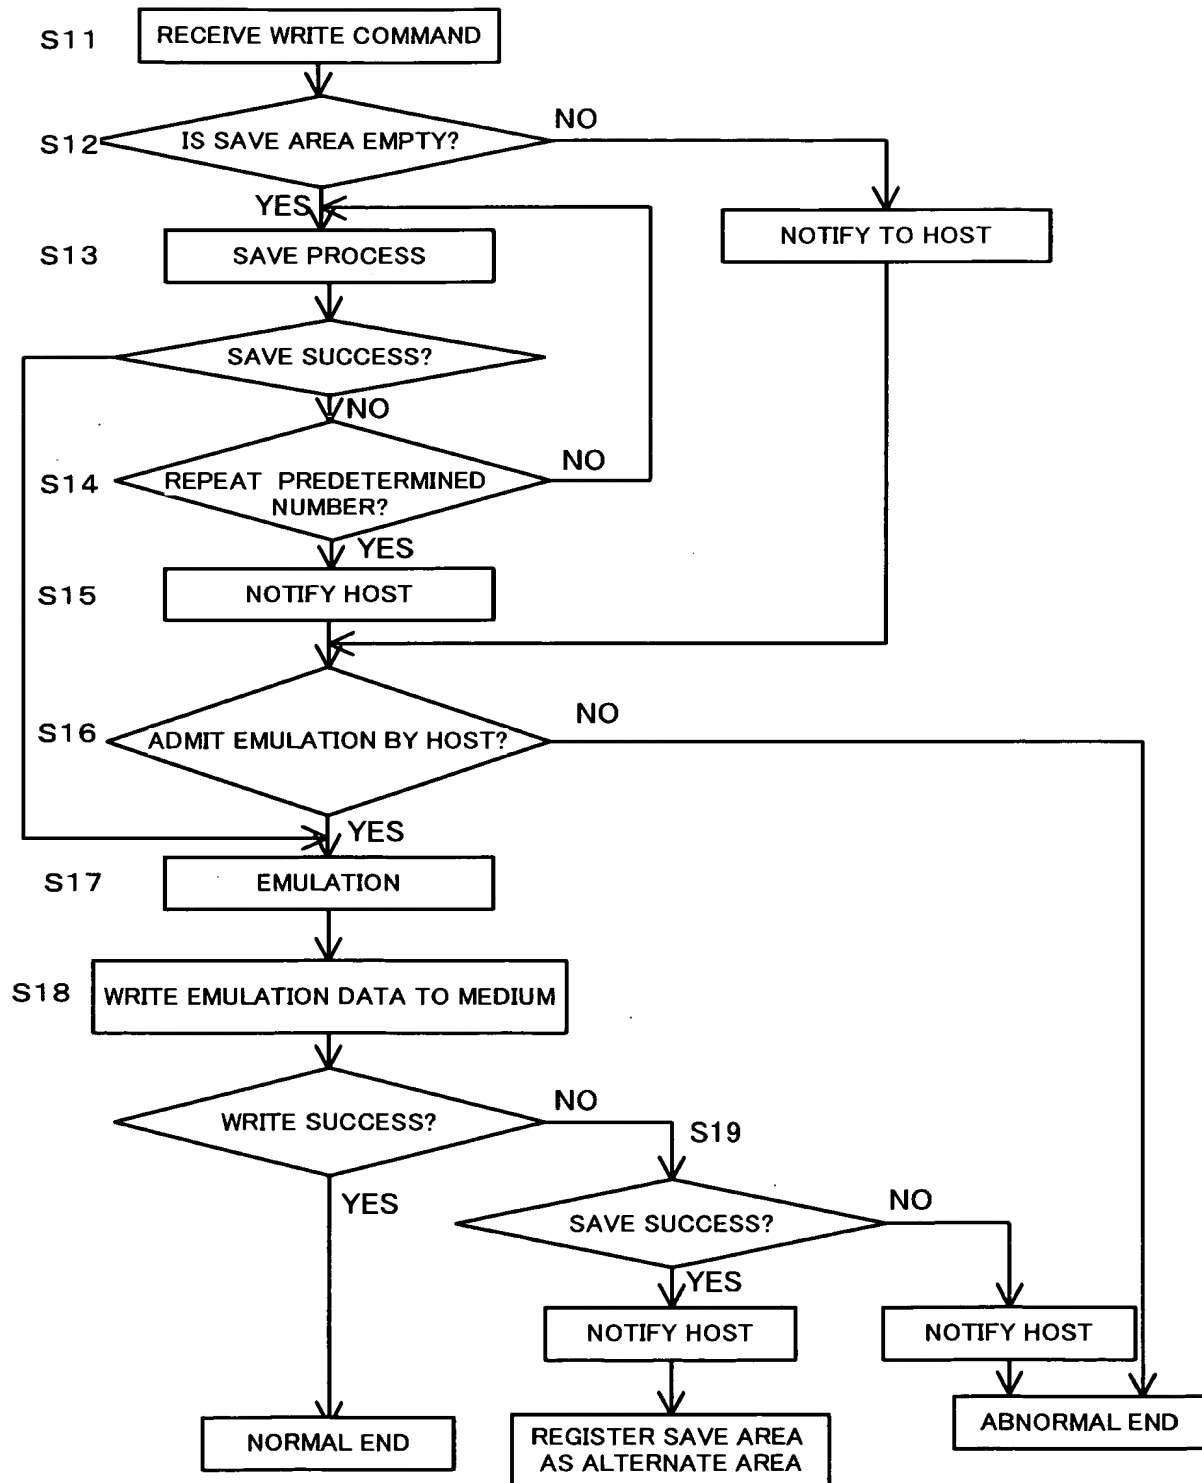 S11
RECEIVE WRITE COMMAND
NO
S12
IS SAVE AREA EMPTY?
YES
NOTIFY TO HOST
S13
SAVE PROCESS
SAVE SUCCESS?
NO
NO
S14
REPEAT PREDETERMINED
NUMBER?
YES
S15
NOTIFY HOST
NO
S16
ADMIT EMULATION BY HOST?
YES
S17
EMULATION
S18
WRITE EMULATION DATA TO MEDIUM
NO
WRITE SUCCESS?
S19
YES
NO
SAVE SUCCESS?
YES
NOTIFY HOST
NOTIFY HOST
NORMAL END
REGISTER SAVE AREA
AS ALTERNATE AREA
ABNORMAL END